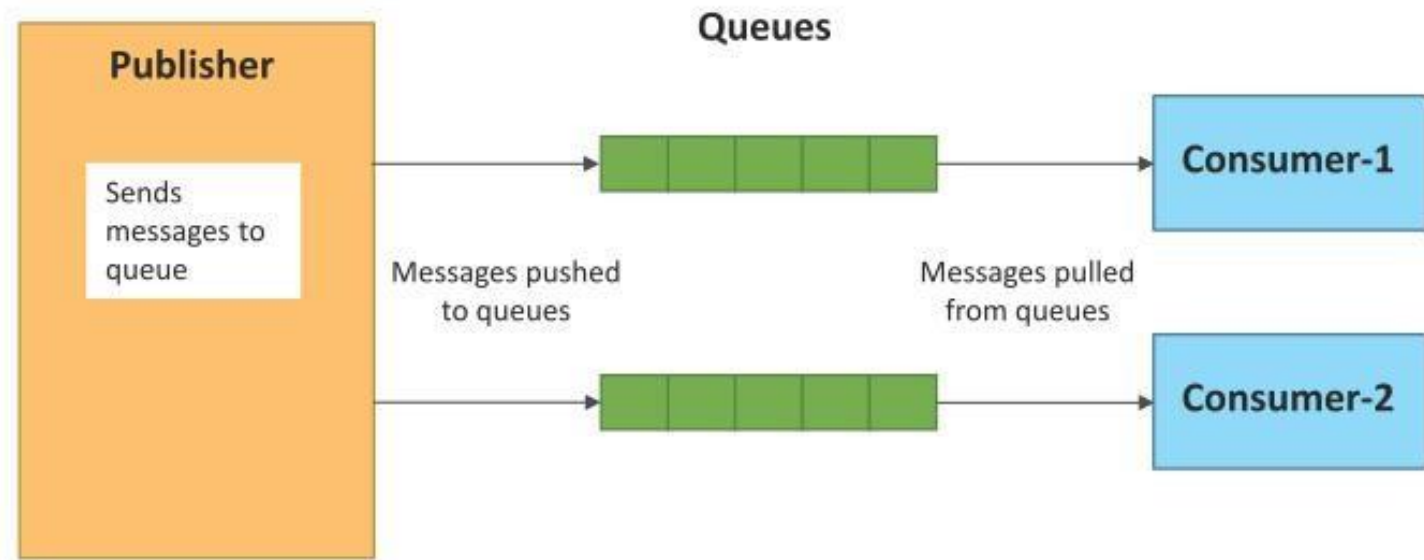 Queues
Publisher
Sends
messages to
queue
Consumer-1
Messages pushed
to queues
Messages pulled
from queues
Consumer-2